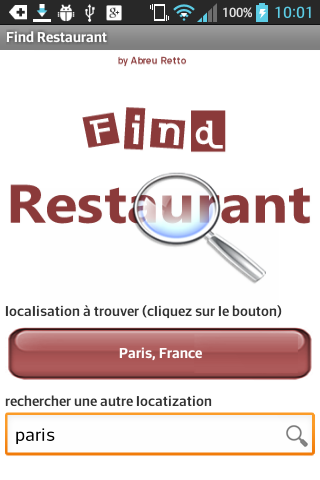 100% 10:01
Find Restaurant
by Abreu Retto
Find
Restaurant
localisation à trouver (cliquez sur le bouton)
Paris, France
rechercher une autre locatization
paris